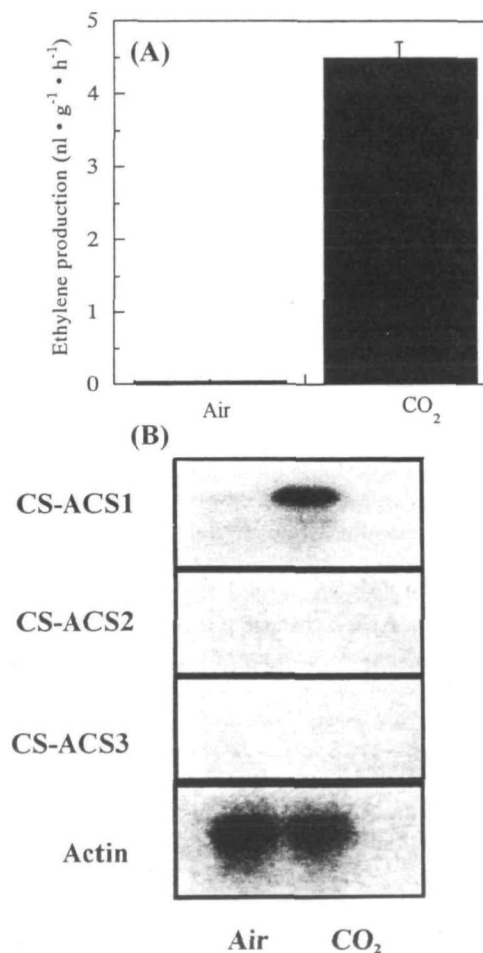 (A)
Ethylene production (nl • g⁻¹ • h⁻¹)
5
4
3
2
1
0
Air CO₂
(B)
CS-ACS1
CS-ACS2
CS-ACS3
Actin
Air CO₂